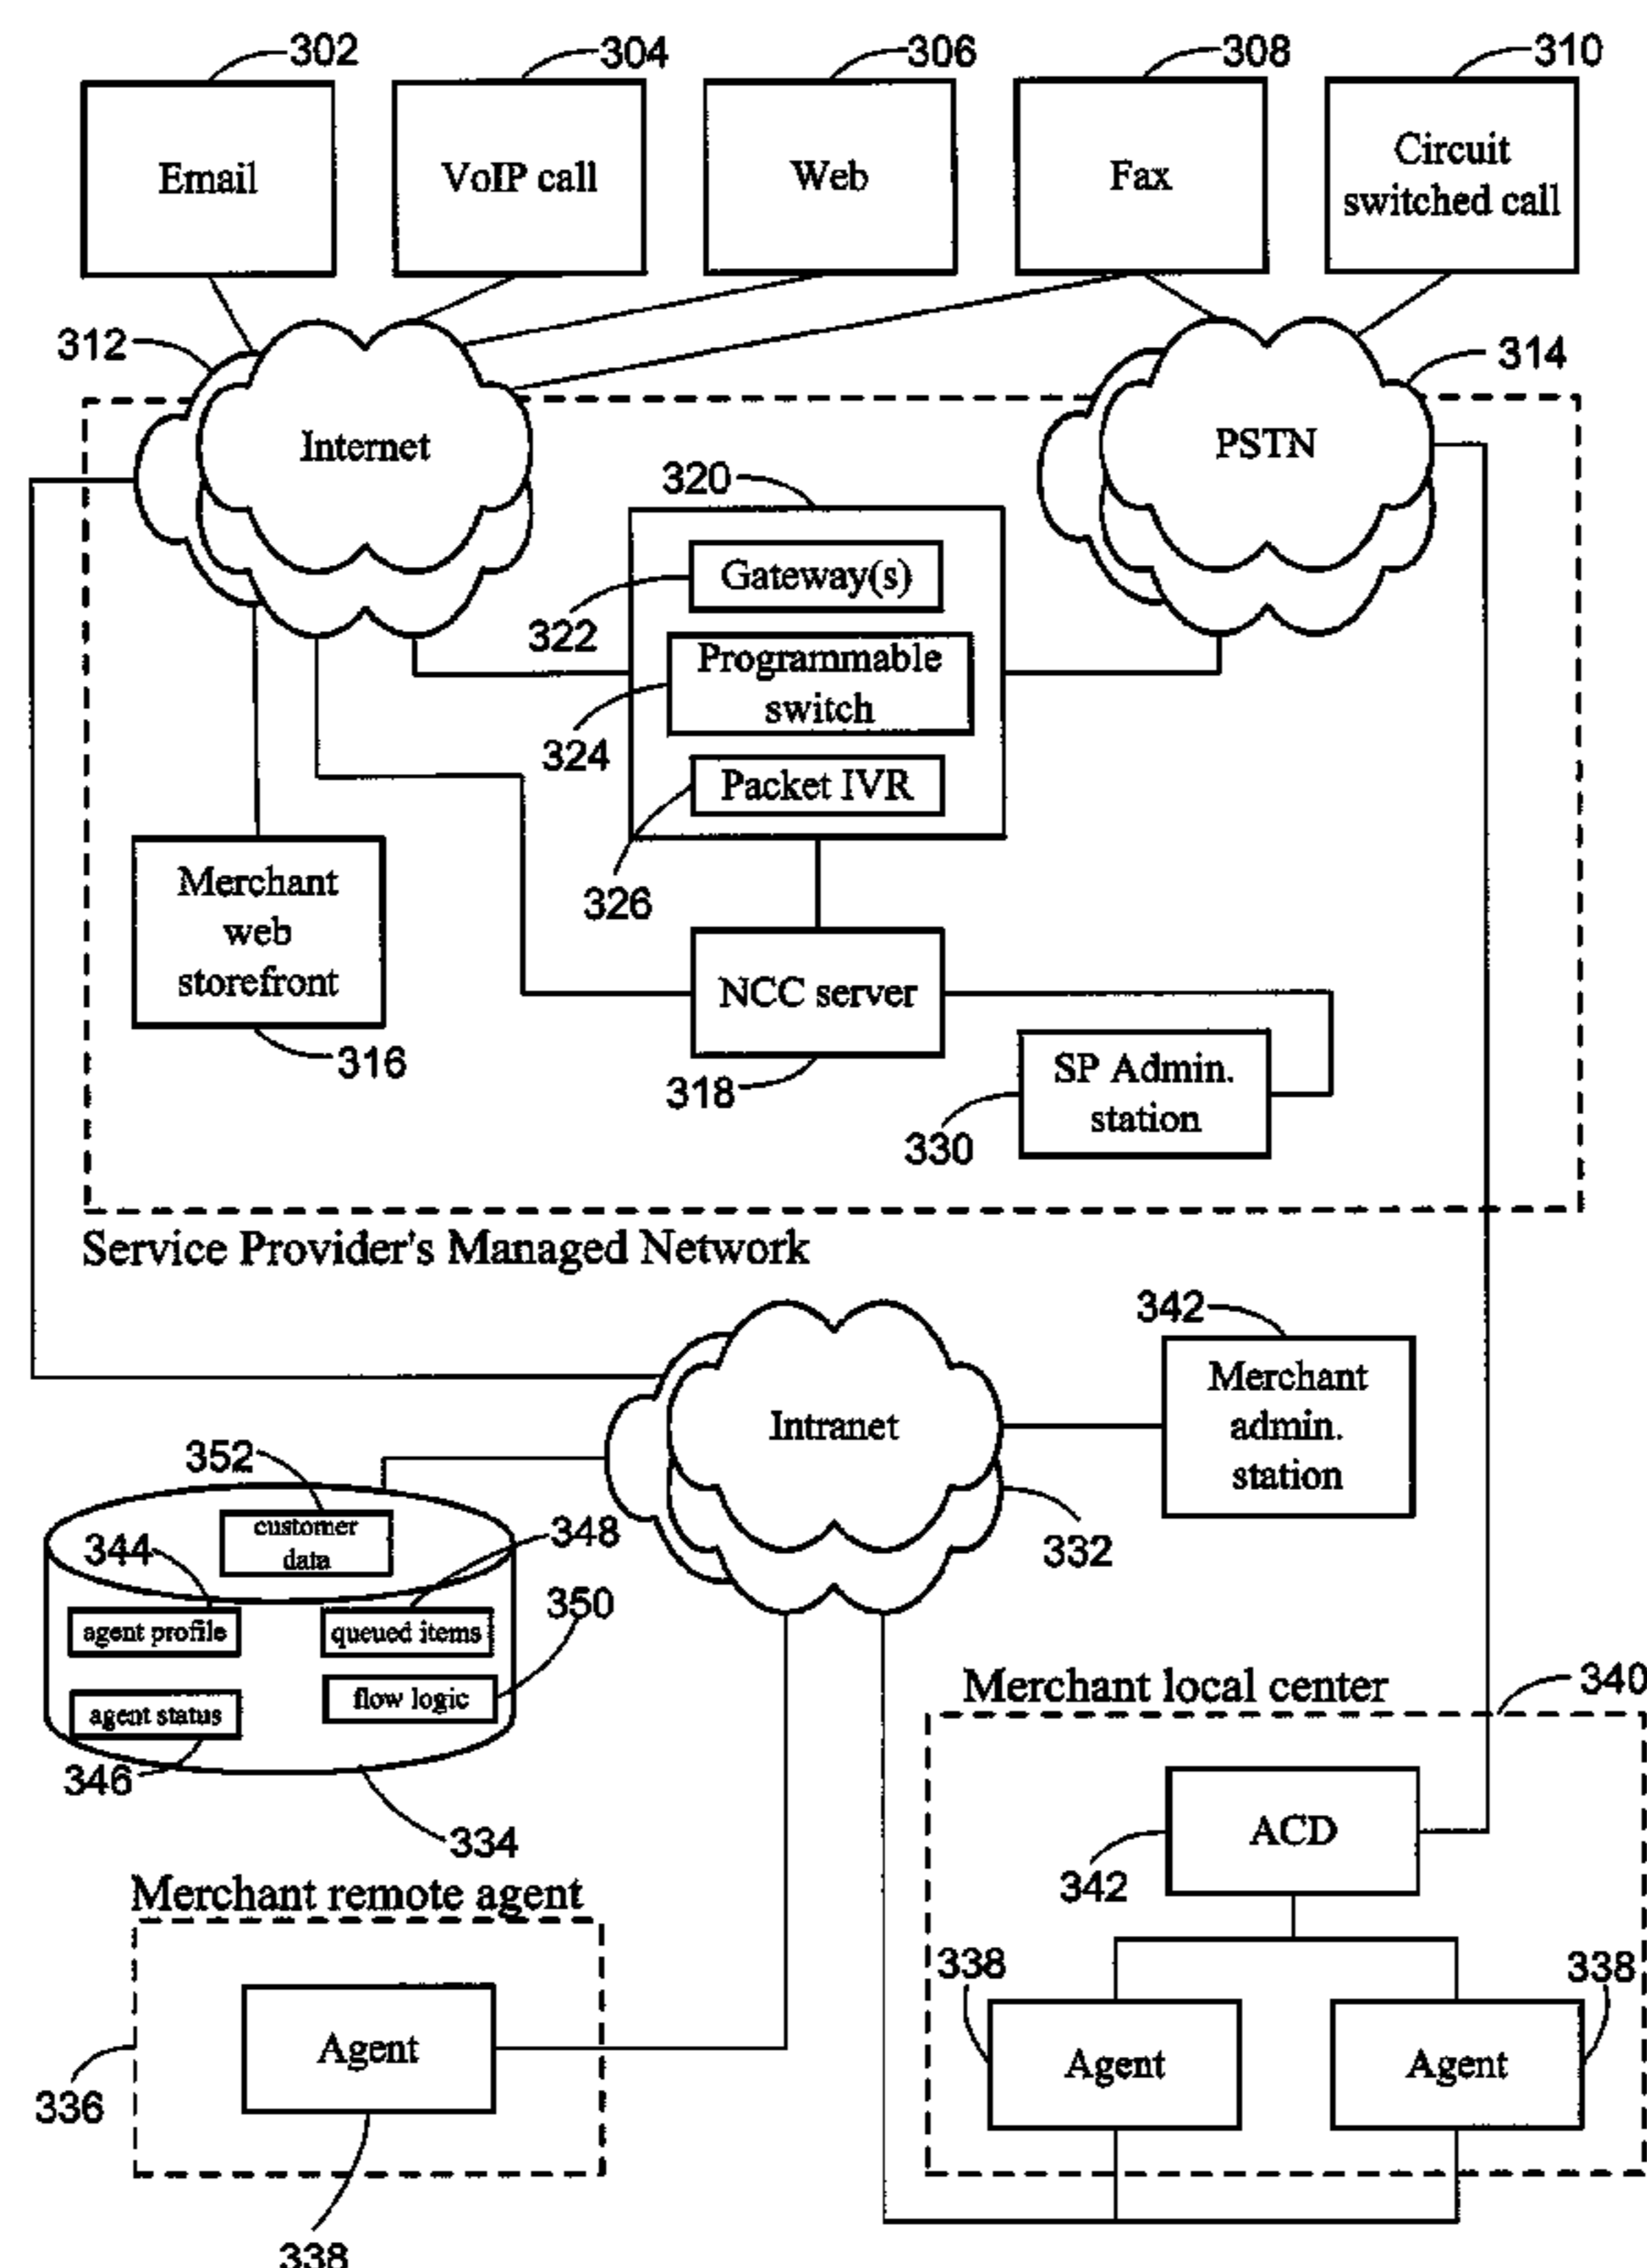 302
304
306
308
310
Email
VoIP call
Web
Fax
Circuit
switched call
312
314
Internet
PSTN
320
Gateway(s)
322
Programmable
switch
324
Packet IVR
326
Merchant
web
storefront
316
NCC server
318
SP Admin.
station
330
Service Provider's Managed Network
342
Merchant
admin.
station
Intranet
332
352
customer
data
344
348
agent profile
queued items
350
flow logic
agent status
346
334
Merchant local center
340
ACD
342
Merchant remote agent
338
338
Agent
Agent
Agent
336
338